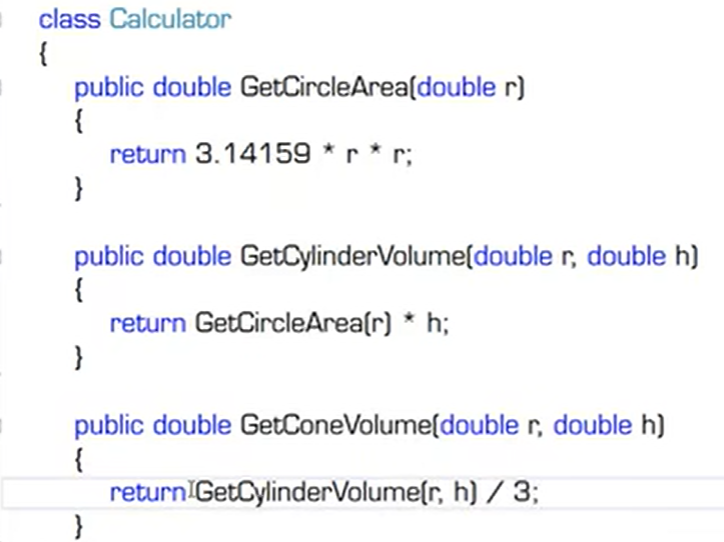 class Calculator
{
public double GetCircleArea(double r)
{
return 3.14159 * r * r;
}
public double GetCylinderVolume(double r, double h)
{
return GetCircleArea(r) * h;
}
public double GetConeVolume(double r, double h)
{
return GetCylinderVolume(r, h) / 3;
}